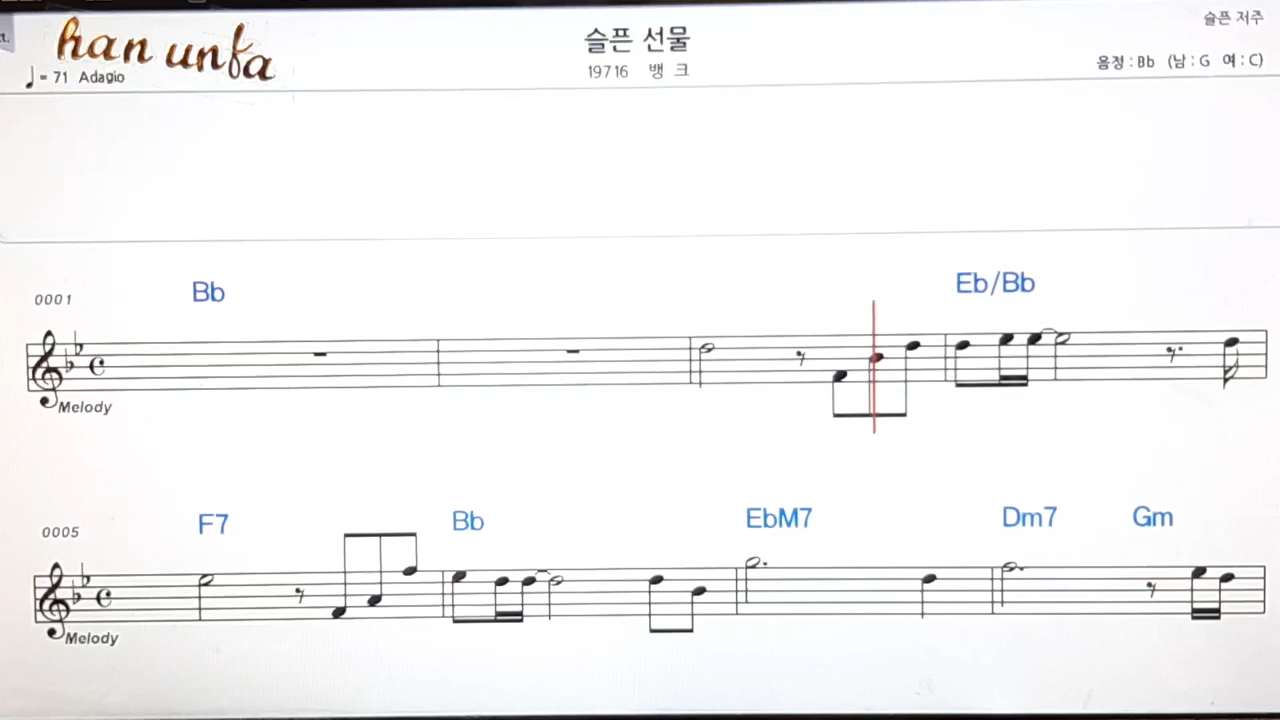 슬픈 저주
han unfa
슬픈 선물
♩= 71 Adagio
19716 뱅 크
음정 : Bb (남 : G 여 : C)
0001
Bb
Eb/Bb
Melody
0005
F7
Bb
EbM7
Dm7
Gm
Melody